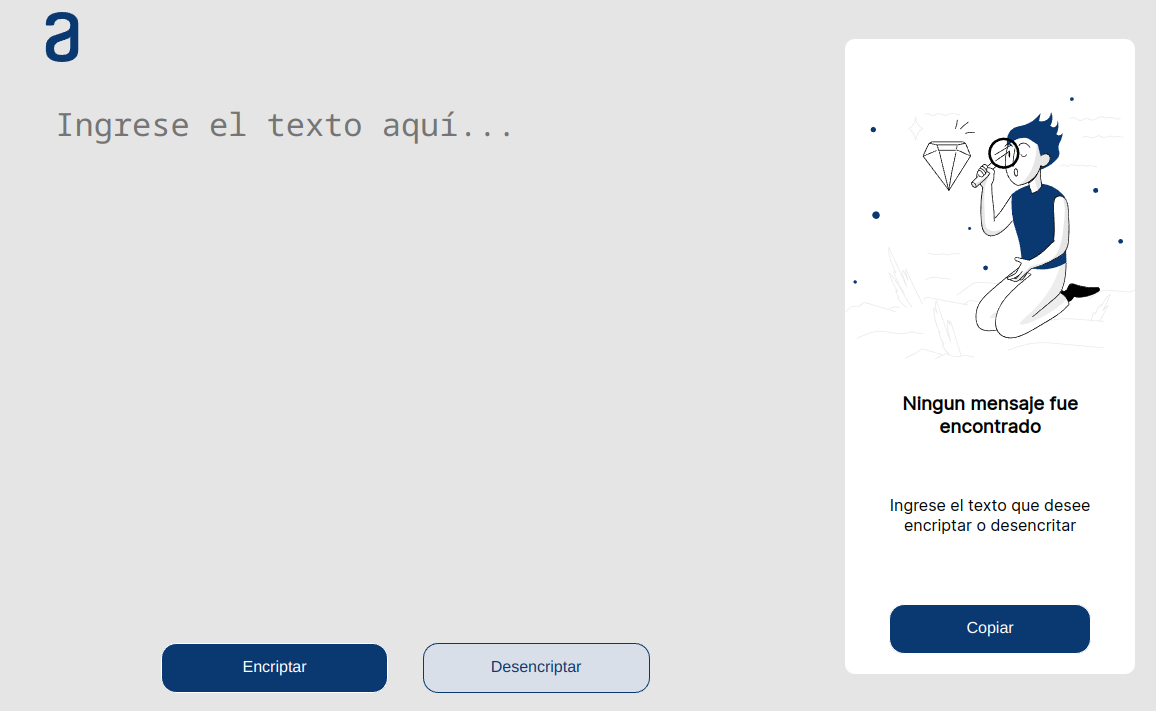 a
Ingrese el texto aquí...
Ningun mensaje fue
encontrado
Ingrese el texto que desee
encriptar o desencritar
Copiar
Encriptar
Desencriptar